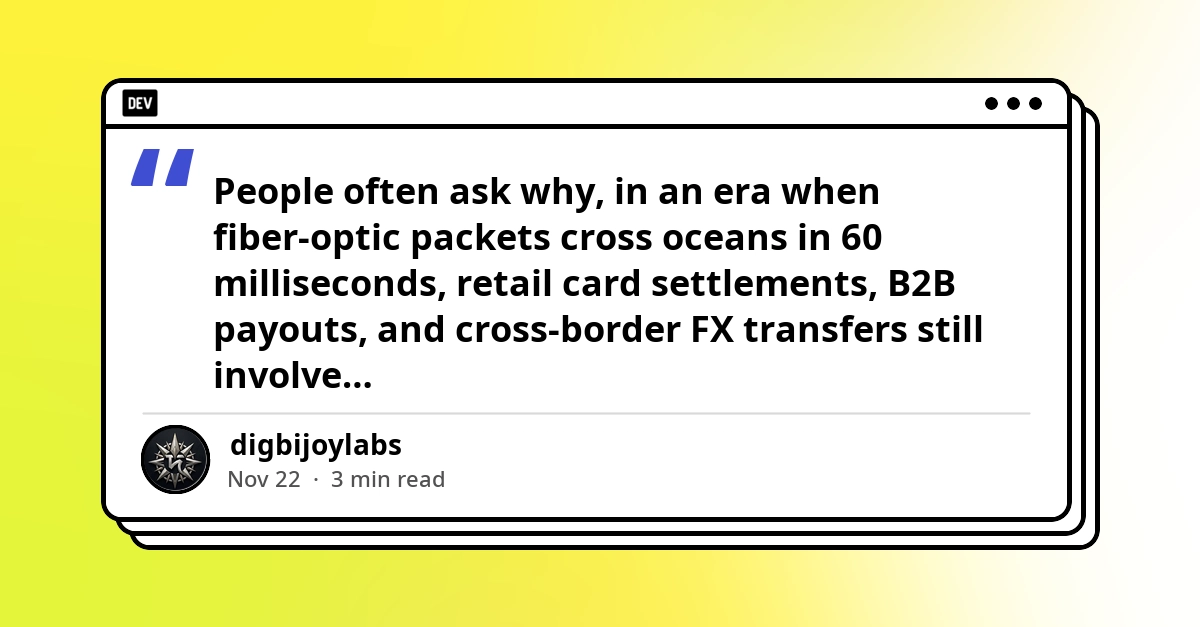 DEV
“
People often ask why, in an era when
fiber-optic packets cross oceans in 60
milliseconds, retail card settlements, B2B
payouts, and cross-border FX transfers still
involve...
digbijoylabs
Nov 22 · 3 min read